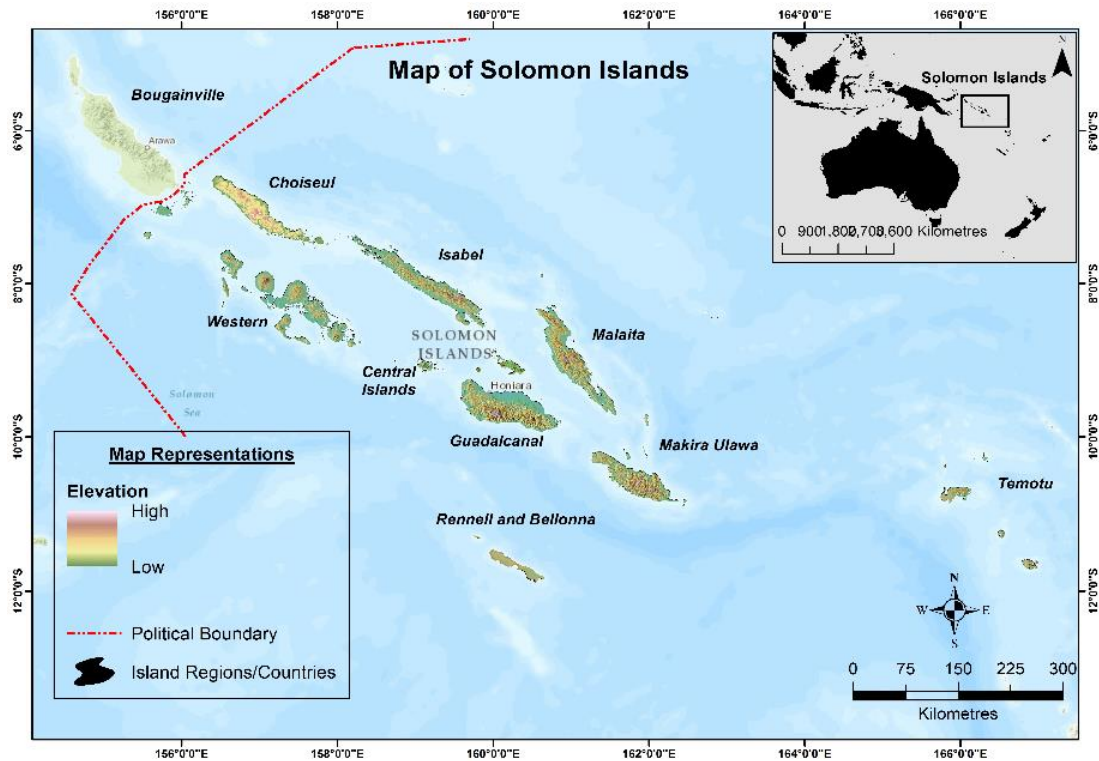 156°0'0"E
158°0'0"E
160°0'0"E
162°0'0"E
164°0'0"E
166°0'0"E
Map of Solomon Islands
N
Solomon Islands
0 900 1,800 2,700 3,600 Kilometres
Bougainville
Arawa
Choiseul
Isabel
Western
SOLOMON
ISLANDS
Malaita
Central
Islands
Honiara
Solomon
Sea
Guadalcanal
Makira Ulawa
Temotu
Rennell and Bellonna
6°0'0"S
8°0'0"S
10°0'0"S
12°0'0"S
6°0'0"S
8°0'0"S
10°0'0"S
12°0'0"S
Map Representations
Elevation
High
Low
Political Boundary
Island Regions/Countries
N
W E
S
0 75 150 225 300
Kilometres
156°0'0"E
158°0'0"E
160°0'0"E
162°0'0"E
164°0'0"E
166°0'0"E